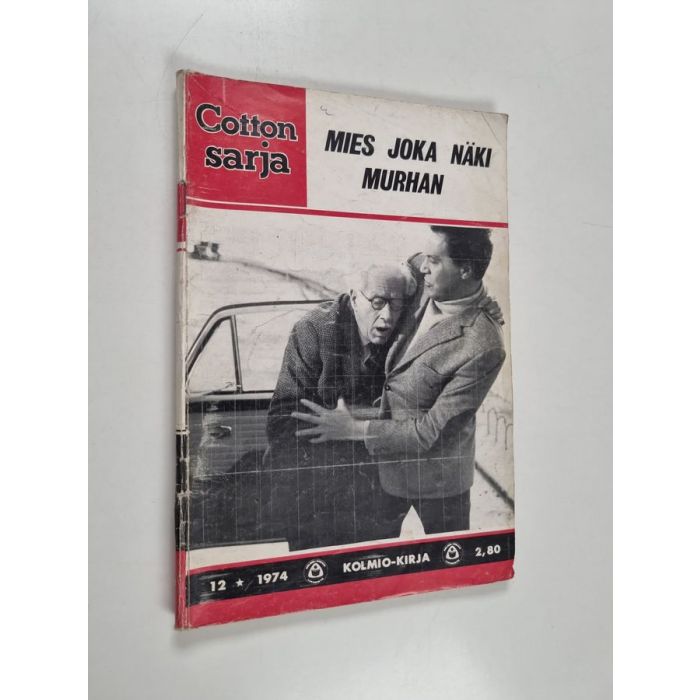 Cotton
sarja
MIES JOKA NÄKI
MURHAN
12 ★ 1974 KOLMIO-KIRJA 2,80